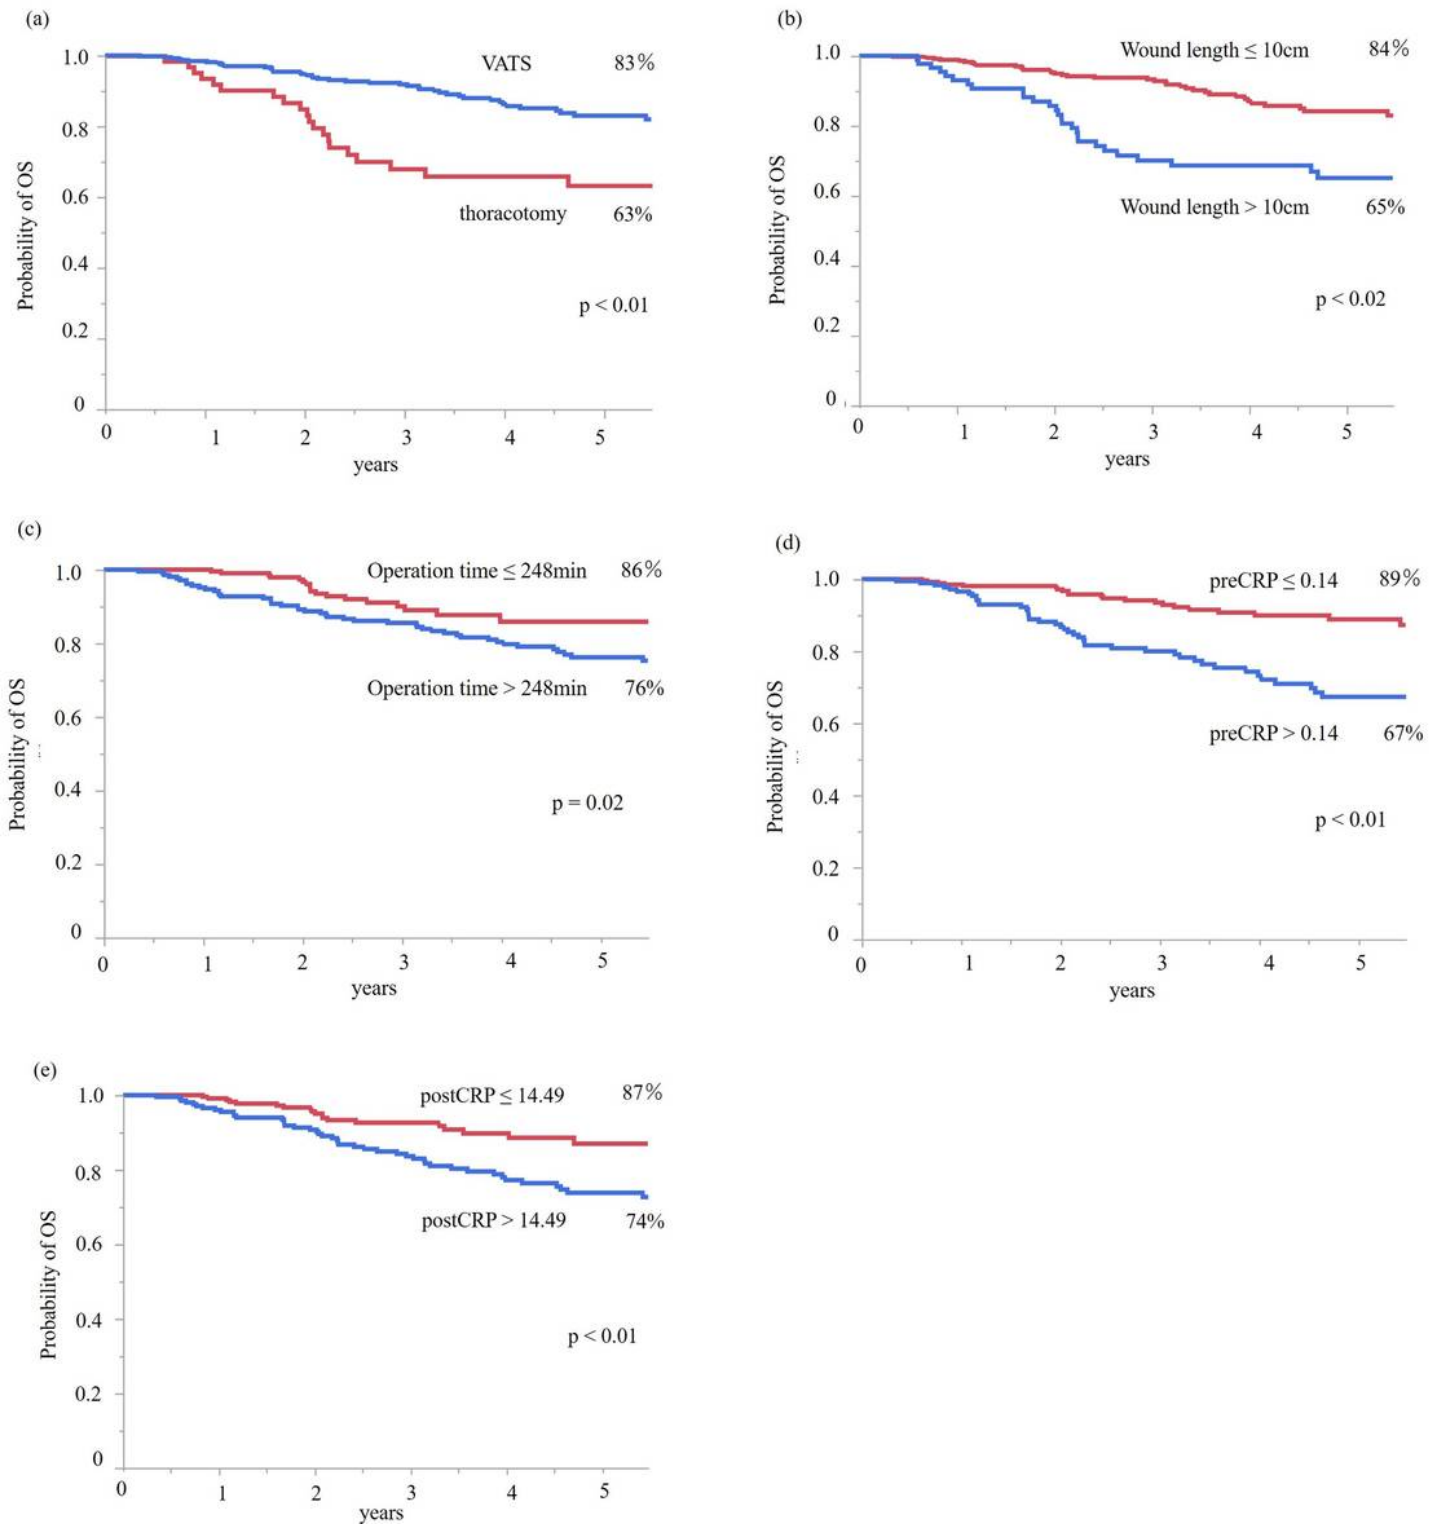 (a)
1.0
0.8
0.6
0.4
0.2
0
Probability of OS
VATS 83%
thoracotomy 63%
p < 0.01
0 1 2 3 4 5
years
(b)
1.0
0.8
0.6
0.4
0.2
0
Probability of OS
Wound length ≤ 10cm 84%
Wound length > 10cm 65%
p < 0.02
0 1 2 3 4 5
years
(c)
1.0
0.8
0.6
0.4
0.2
0
Probability of OS
Operation time ≤ 248min 86%
Operation time > 248min 76%
p = 0.02
0 1 2 3 4 5
years
(d)
1.0
0.8
0.6
0.4
0.2
0
Probability of OS
preCRP ≤ 0.14 89%
preCRP > 0.14 67%
p < 0.01
0 1 2 3 4 5
years
(e)
1.0
0.8
0.6
0.4
0.2
0
Probability of OS
postCRP ≤ 14.49 87%
postCRP > 14.49 74%
p < 0.01
0 1 2 3 4 5
years